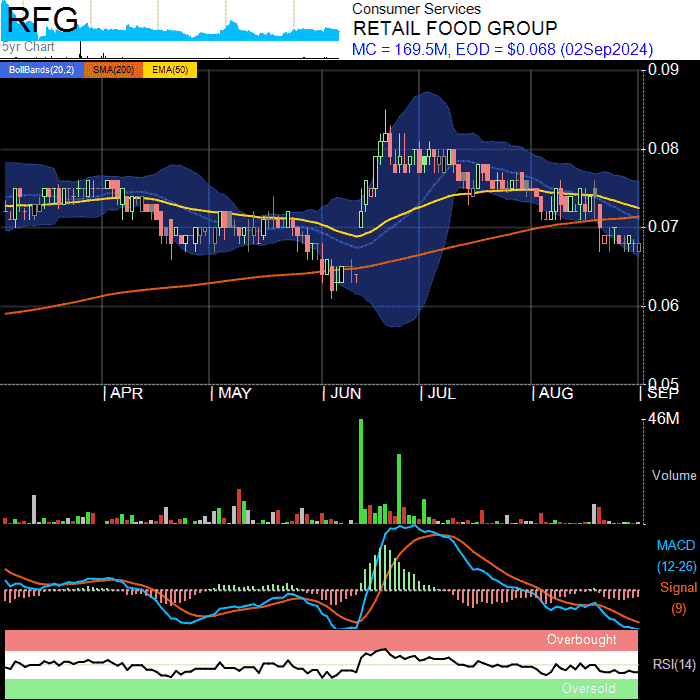 RFG
5yr Chart
Consumer Services
RETAIL FOOD GROUP
MC = 169.5M, EOD = $0.068 (02Sep2024)
BollBands(20,2) SMA(200) EMA(50)
0.09
0.08
0.07
0.06
0.05
APR MAY JUN JUL AUG SEP
46M
Volume
MACD
(12-26)
Signal
(9)
Overbought
RSI(14)
Oversold